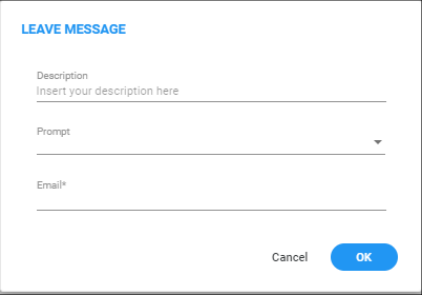 LEAVE MESSAGE
Description
Insert your description here
Prompt
Email*
Cancel
OK